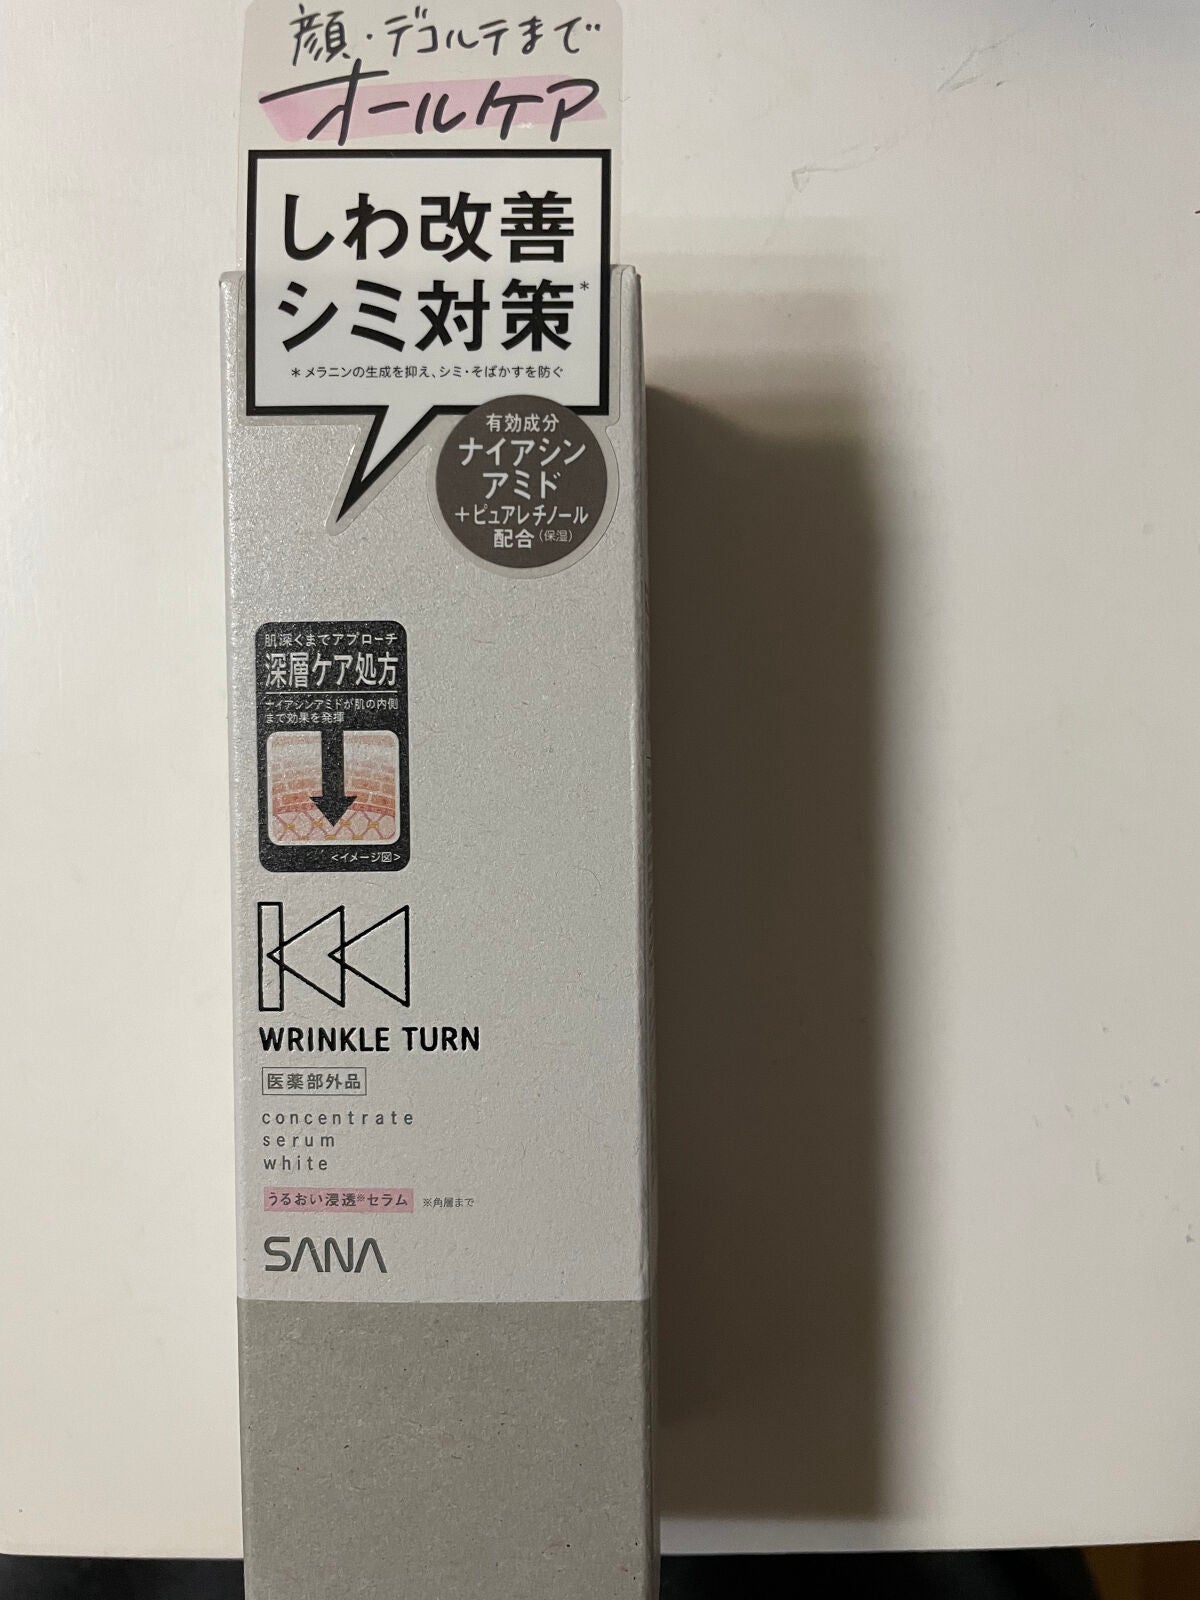 顔・デコルテまで
オールケア
しわ改善
シミ対策*
*メラニンの生成を抑え、シミ・そばかすを防ぐ
有効成分
ナイアシン
アミド
+ピュアレチノール
配合(保湿)
肌深くまでアプローチ
深層ケア処方
ナイアシンアミドが肌の内側
まで効果を発揮
<イメージ図>
WRINKLE TURN
医薬部外品
concentrate
serum
white
うるおい浸透※セラム ※角層まで
SANA